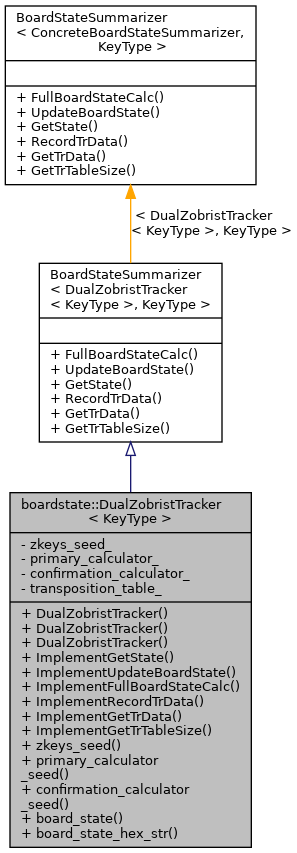 BoardStateSummarizer
< ConcreteBoardStateSummarizer,
KeyType >
+ FullBoardStateCalc()
+ UpdateBoardState()
+ GetState()
+ RecordTrData()
+ GetTrData()
+ GetTrTableSize()
< DualZobristTracker
< KeyType >, KeyType >
BoardStateSummarizer
< DualZobristTracker
< KeyType >, KeyType >
+ FullBoardStateCalc()
+ UpdateBoardState()
+ GetState()
+ RecordTrData()
+ GetTrData()
+ GetTrTableSize()
boardstate::DualZobristTracker
< KeyType >
- zkeys_seed_
- primary_calculator_
- confirmation_calculator_
- transposition_table_
+ DualZobristTracker()
+ DualZobristTracker()
+ DualZobristTracker()
+ ImplementGetState()
+ ImplementUpdateBoardState()
+ ImplementFullBoardStateCalc()
+ ImplementRecordTrData()
+ ImplementGetTrData()
+ ImplementGetTrTableSize()
+ zkeys_seed()
+ primary_calculator
_seed()
+ confirmation_calculator
_seed()
+ board_state()
+ board_state_hex_str()